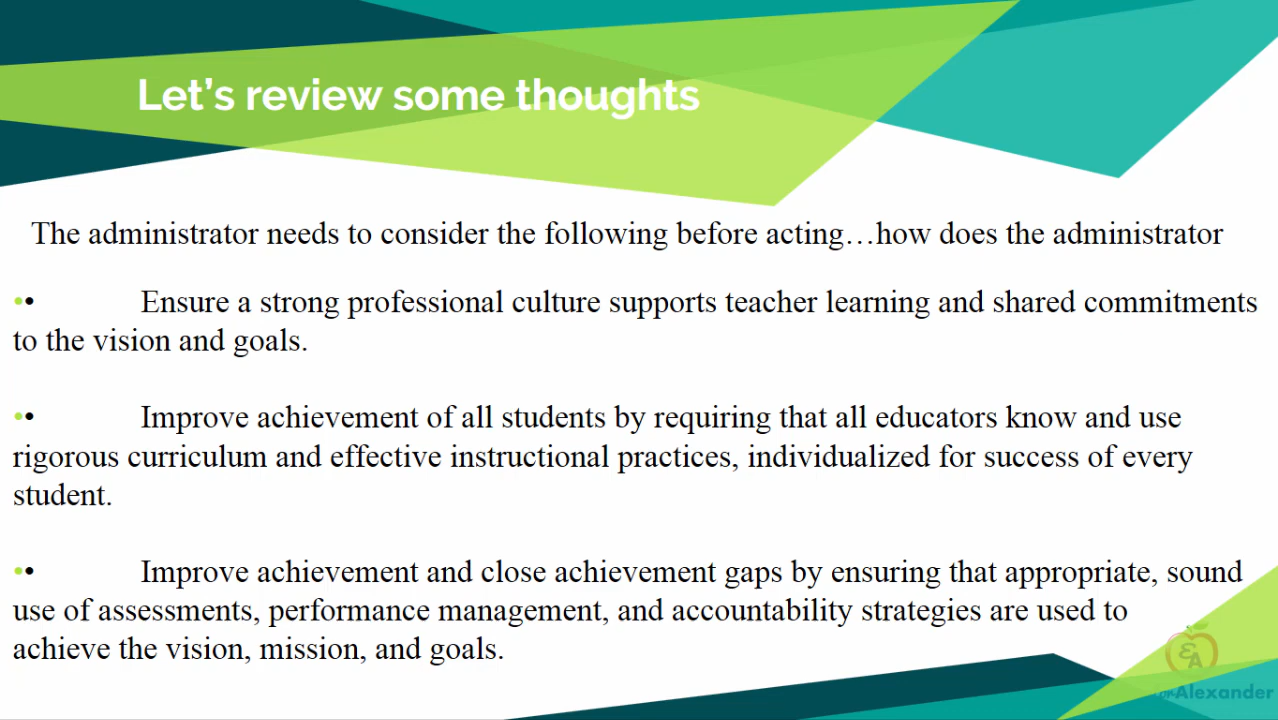 Let’s review some thoughts
The administrator needs to consider the following before acting…how does the administrator
•• Ensure a strong professional culture supports teacher learning and shared commitments
to the vision and goals.
•• Improve achievement of all students by requiring that all educators know and use
rigorous curriculum and effective instructional practices, individualized for success of every
student.
•• Improve achievement and close achievement gaps by ensuring that appropriate, sound
use of assessments, performance management, and accountability strategies are used to
achieve the vision, mission, and goals.
EA
Alexander